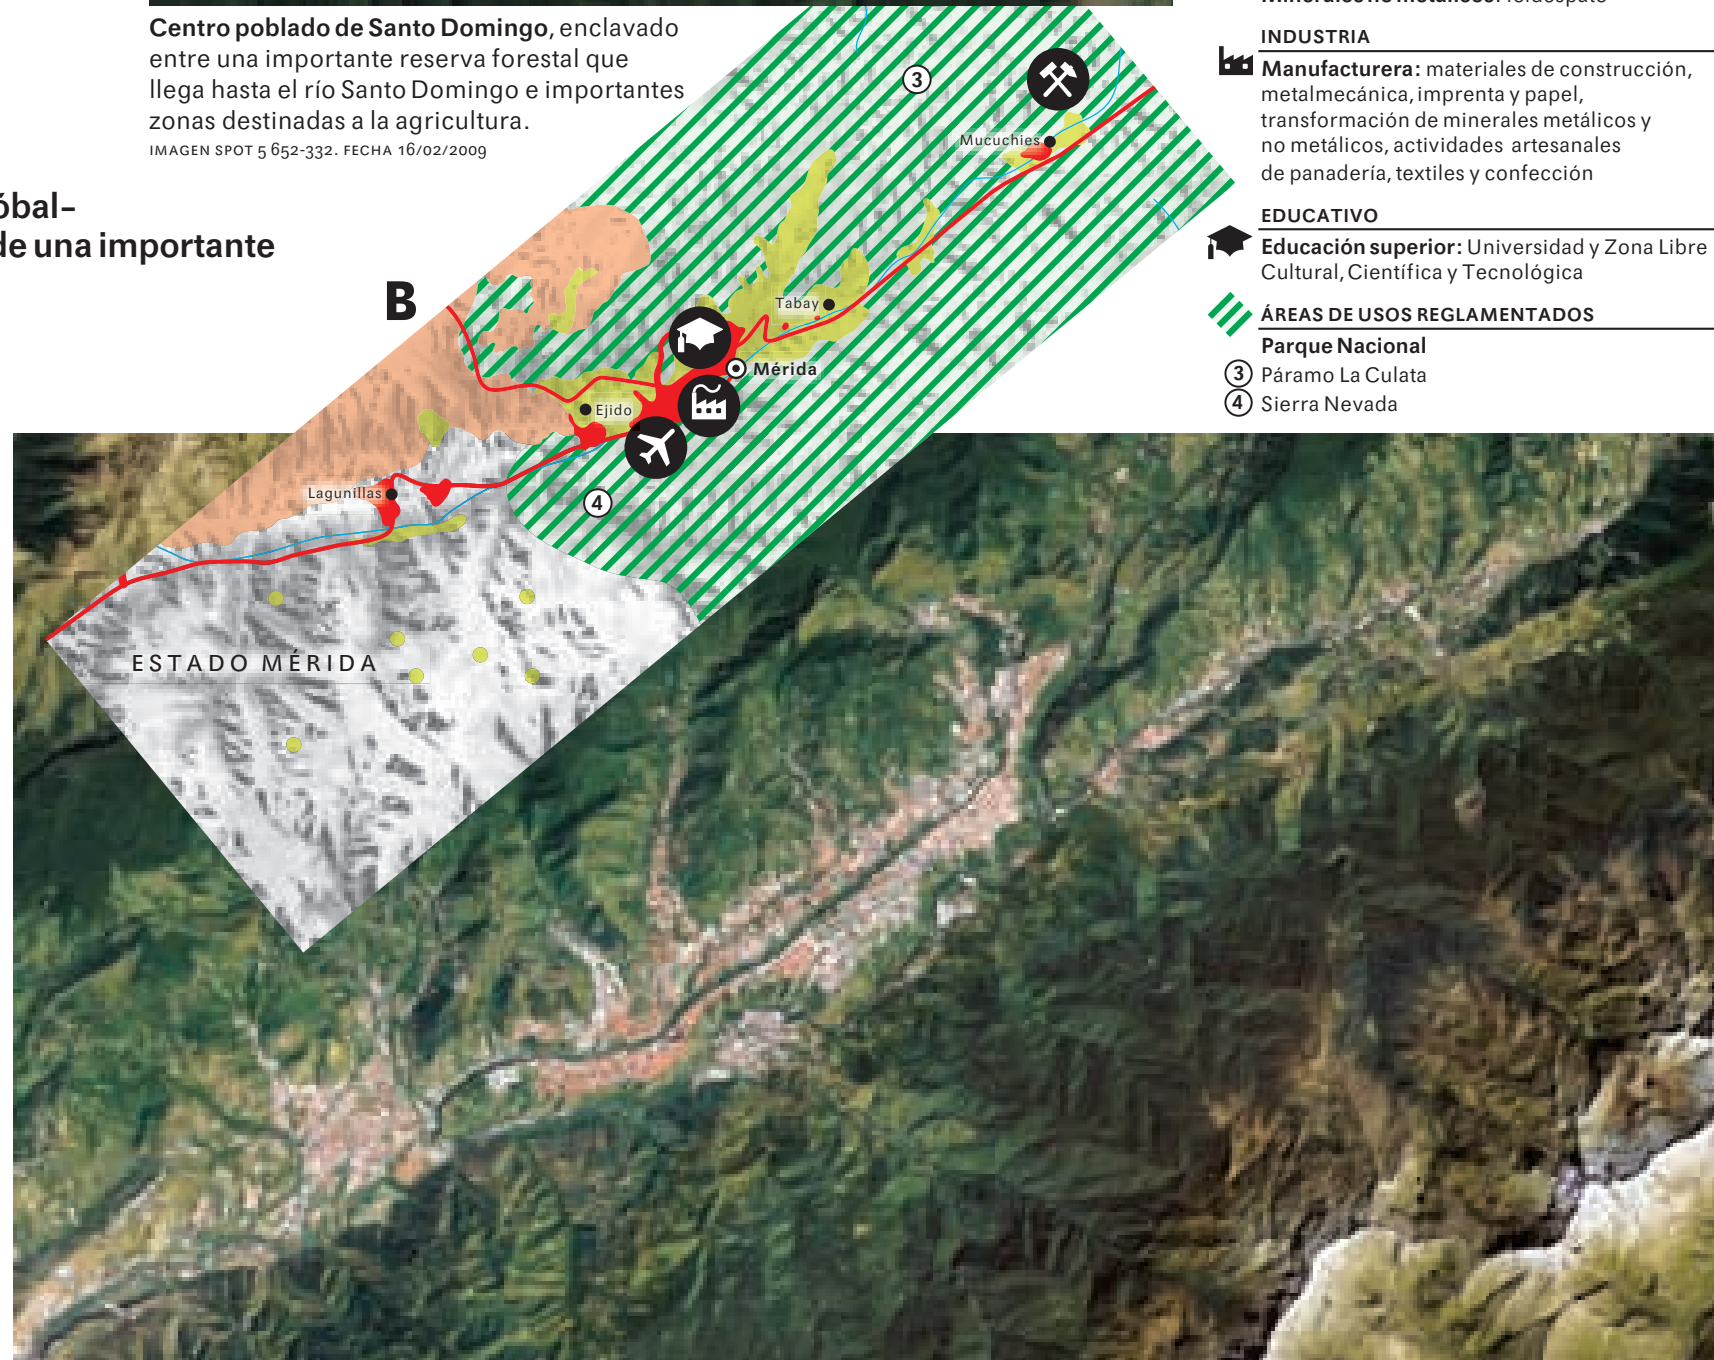 Centro poblado de Santo Domingo, enclavado
entre una importante reserva forestal que
llega hasta el río Santo Domingo e importantes
zonas destinadas a la agricultura.
IMAGEN SPOT 5 652-332. FECHA 16/02/2009
óbal–
de una importante
B
3
Mucuchies
Tabay
Mérida
Ejido
Lagunillas
4
ESTADO MÉRIDA
INDUSTRIA
Manufacturera: materiales de construcción,
metalmecánica, imprenta y papel,
transformación de minerales metálicos y
no metálicos, actividades artesanales
de panadería, textiles y confección
EDUCATIVO
Educación superior: Universidad y Zona Libre
Cultural, Científica y Tecnológica
ÁREAS DE USOS REGLAMENTADOS
Parque Nacional
3 Páramo La Culata
4 Sierra Nevada